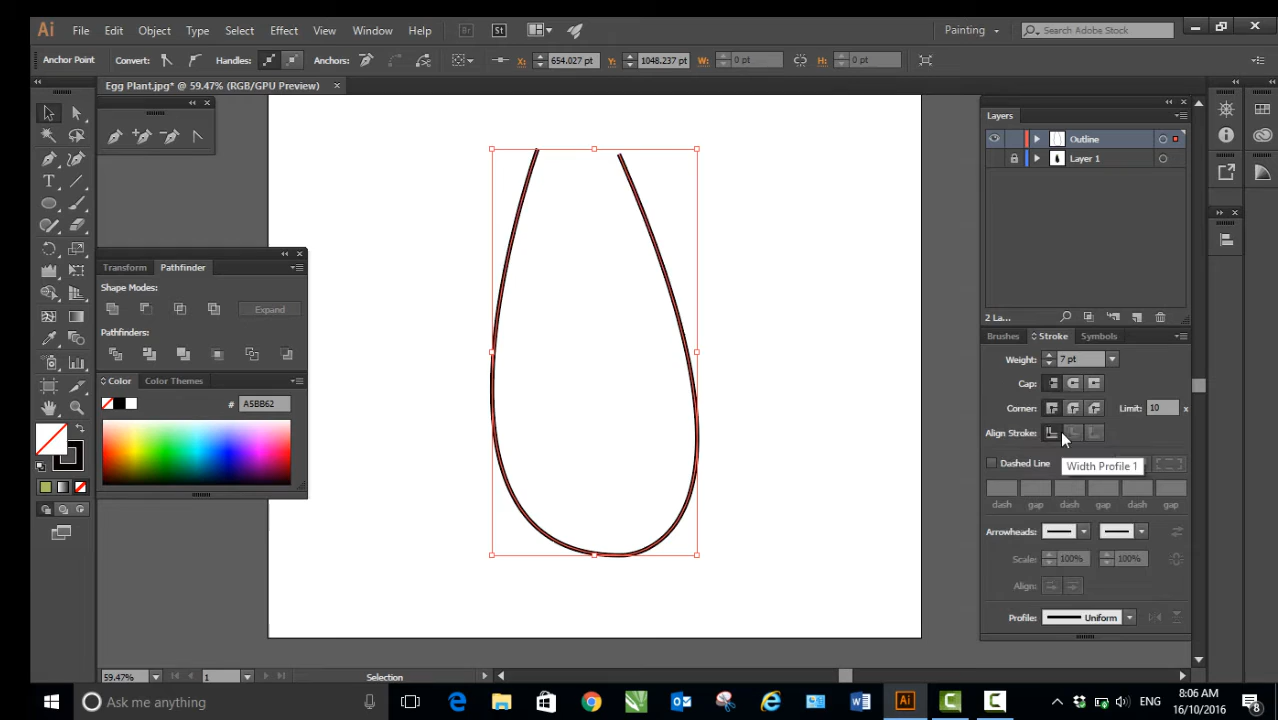 Ai File Edit Object Type Select Effect View Window Help Br St Painting Search Adobe Stock
Anchor Point Convert: Handles: Anchors: X: 654.027 pt Y: 1048.237 pt W: 0 pt H: 0 pt
Egg Plant.jpg* @ 59.47% (RGB/GPU Preview) ×
Layers
Outline
Layer 1
Transform Pathfinder
Shape Modes:
Expand
Pathfinders:
2 La...
Brushes Stroke Symbols
Weight: 7 pt
Color Color Themes
Cap:
# A5BB62
Corner: Limit: 10 x
Align Stroke:
Dashed Line
Width Profile 1
dash gap dash gap dash gap
Arrowheads:
Scale: 100% 100%
Align:
Profile: Uniform
59.47% 1 Selection
Ask me anything
ENG
8:06 AM
16/10/2016
8